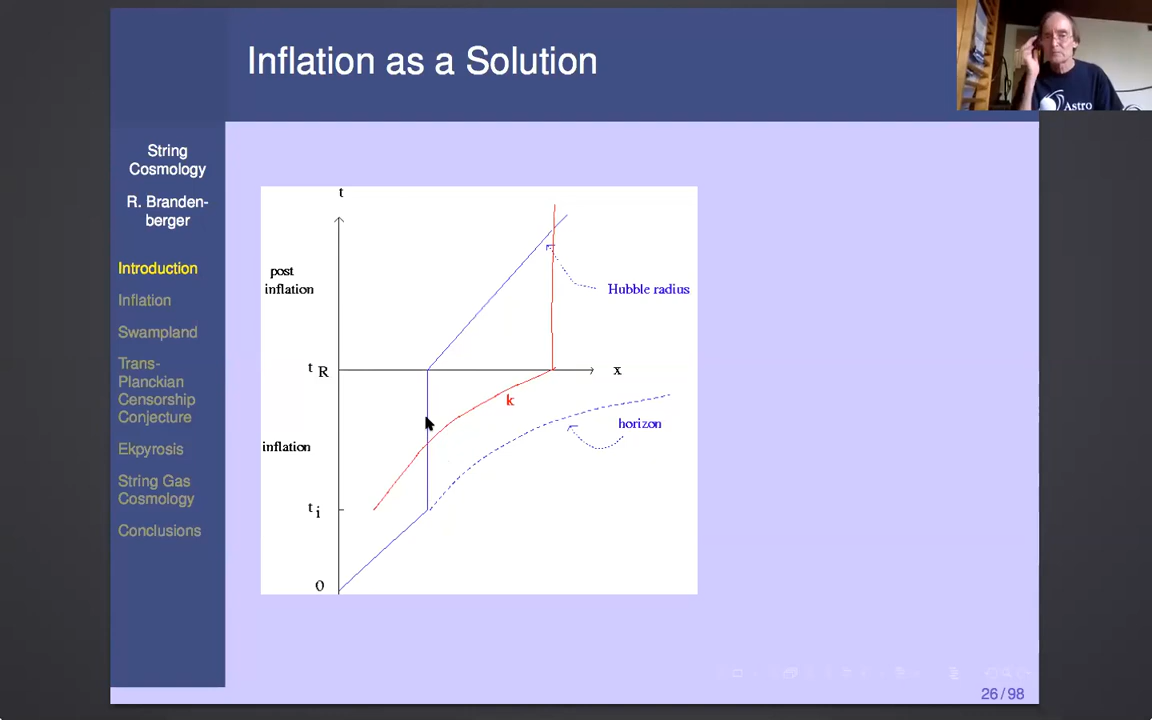 Inflation as a Solution
Astro
String
Cosmology
R. Branden-
berger
Introduction
Inflation
Swampland
Trans-
Planckian
Censorship
Conjecture
Ekpyrosis
String Gas
Cosmology
Conclusions
t
post
inflation
Hubble radius
t R
x
k
horizon
inflation
t i
0
26 / 98